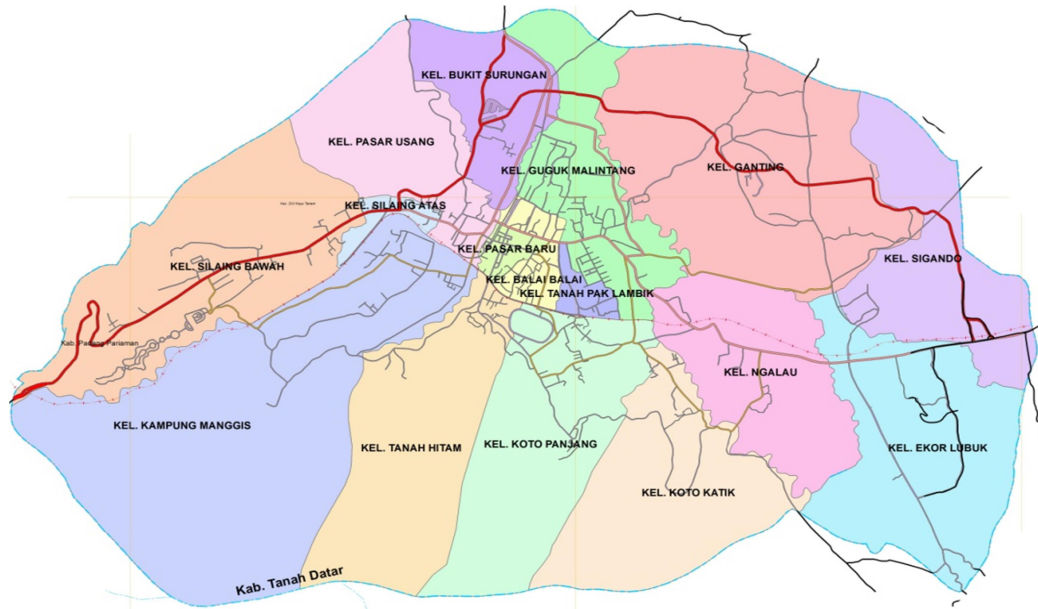 KEL. BUKIT SURUNGAN
KEL. PASAR USANG
KEL. GUGUK MALINTANG
KEL. GANTING
KEL. SILAING ATAS
KEL. PASAR BARU
KEL. SIGANDO
KEL. SILAING BAWAH
KEL. BALAI BALAI
KEL. TANAH PAK LAMBIK
Kab. Padang Pariaman
KEL. NGALAU
KEL. KAMPUNG MANGGIS
KEL. TANAH HITAM
KEL. KOTO PANJANG
KEL. EKOR LUBUK
KEL. KOTO KATIK
Kab. Tanah Datar